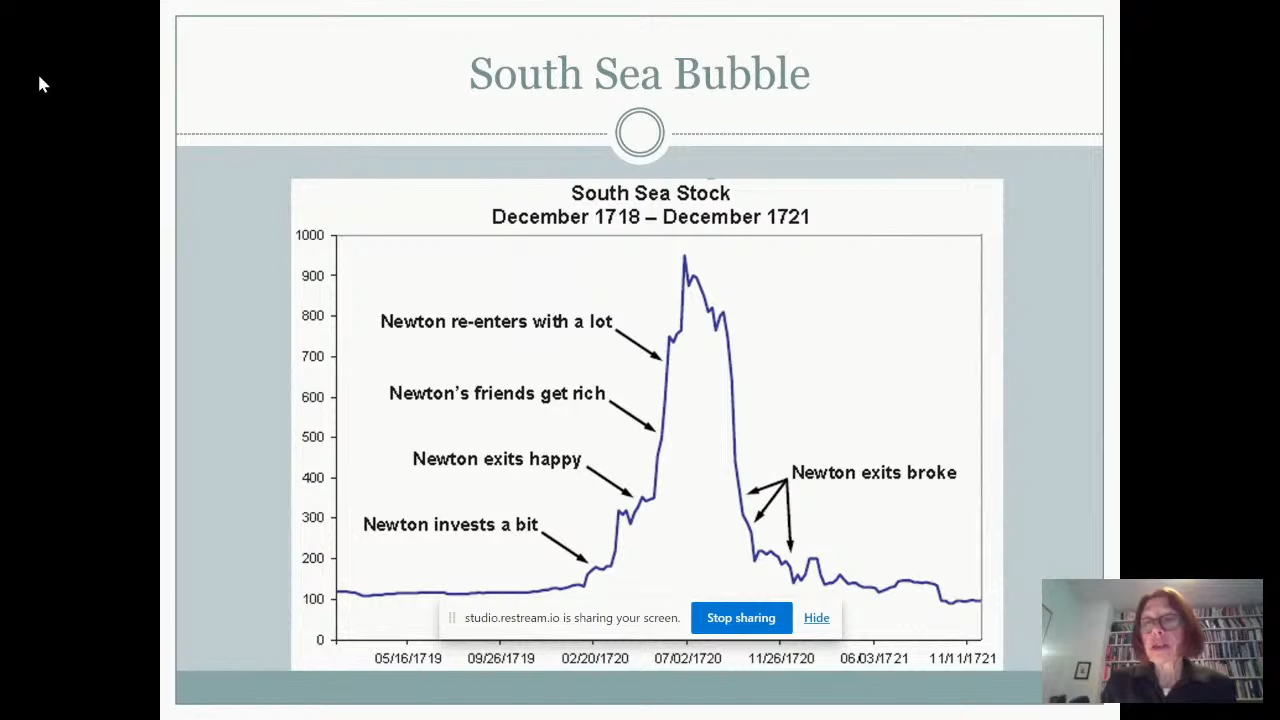 South Sea Bubble
South Sea Stock
December 1718 – December 1721
1000
900
800
700
600
500
400
300
200
100
0
Newton re-enters with a lot
Newton's friends get rich
Newton exits happy
Newton invests a bit
Newton exits broke
studio.restream.io is sharing your screen.
Stop sharing
Hide
05/16/1719
09/26/1719
02/20/1720
07/02/1720
11/26/1720
06/03/1721
11/11/1721